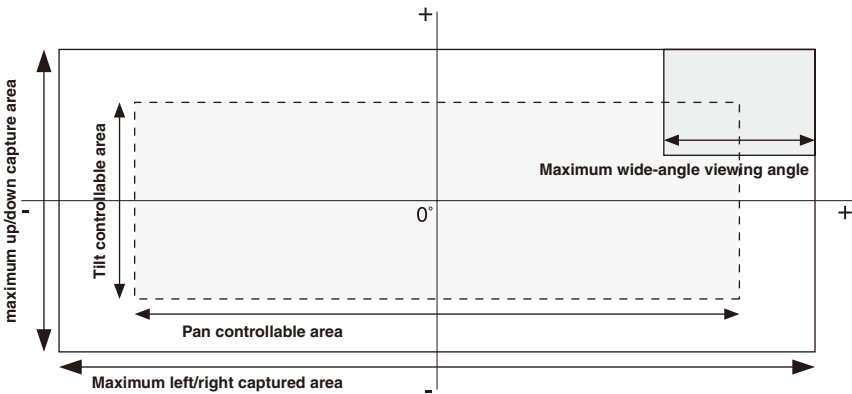 +
maximum up/down capture area
Tilt controllable area
Maximum wide-angle viewing angle
-
0°
+
Pan controllable area
Maximum left/right captured area
-